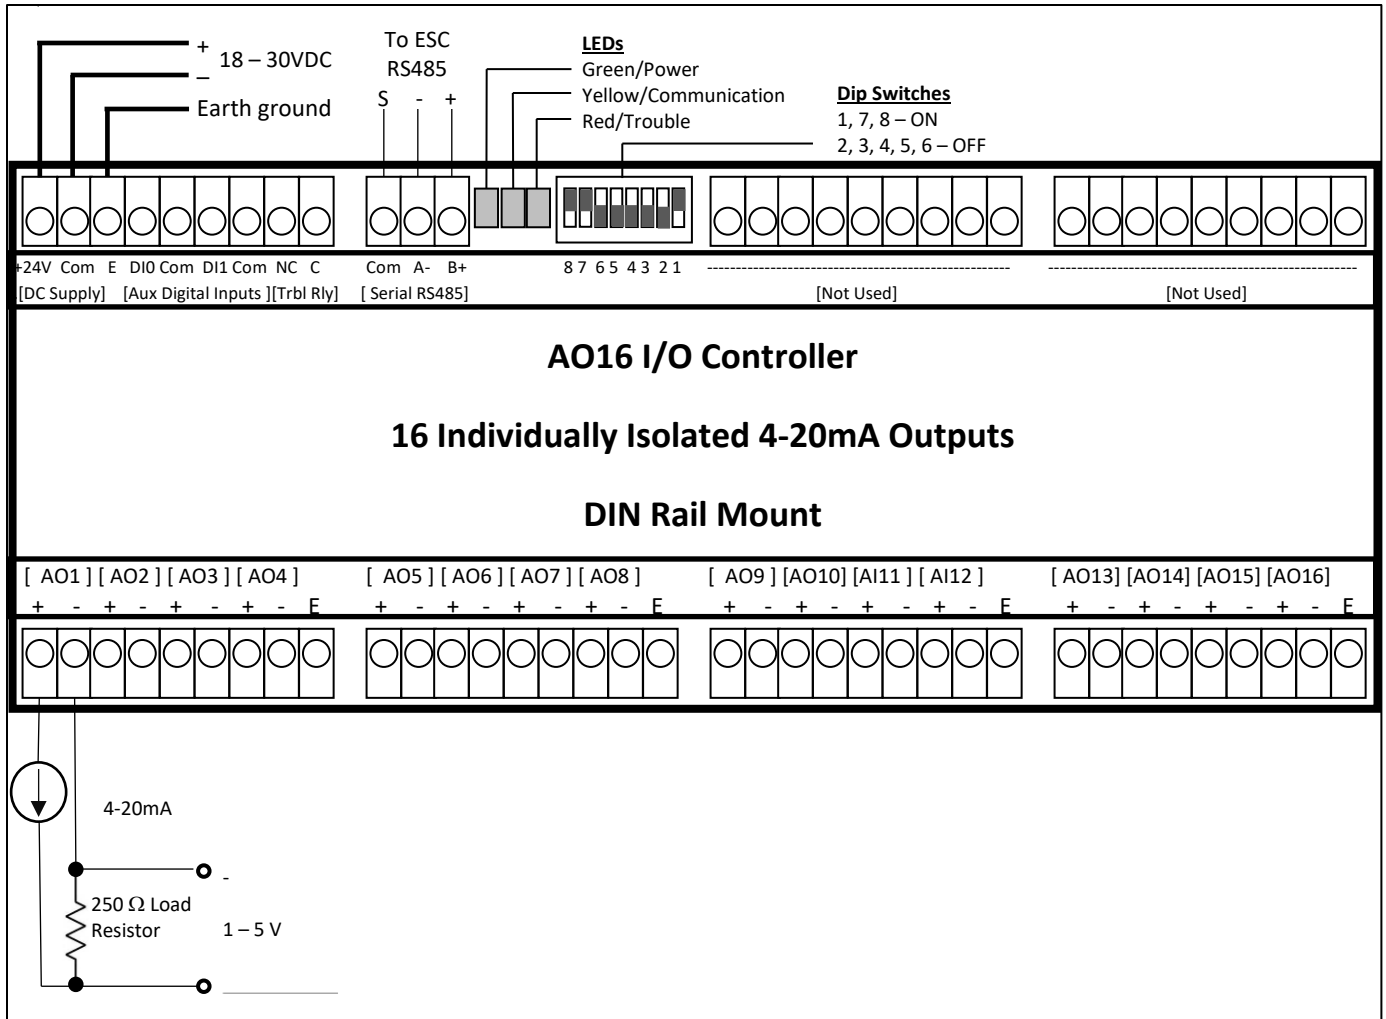 + 18 – 30VDC
–
Earth ground
To ESC
RS485
S - +
LEDs
Green/Power
Yellow/Communication
Red/Trouble
Dip Switches
1, 7, 8 – ON
2, 3, 4, 5, 6 – OFF
+24V Com E DI0 Com DI1 Com NC C Com A- B+ 8 7 6 5 4 3 2 1
[DC Supply] [Aux Digital Inputs ][Trbl Rly] [ Serial RS485] [Not Used] [Not Used]
AO16 I/O Controller
16 Individually Isolated 4-20mA Outputs
DIN Rail Mount
[ AO1 ] [ AO2 ] [ AO3 ] [ AO4 ] [ AO5 ] [ AO6 ] [ AO7 ] [ AO8 ] [ AO9 ] [AO10] [AI11 ] [ AI12 ] [ AO13] [AO14] [AO15] [AO16]
+ - + - + - + - E + - + - + - + - E + - + - + - + - E + - + - + - + - E
4-20mA
-
250 Ω Load
Resistor
1 – 5 V